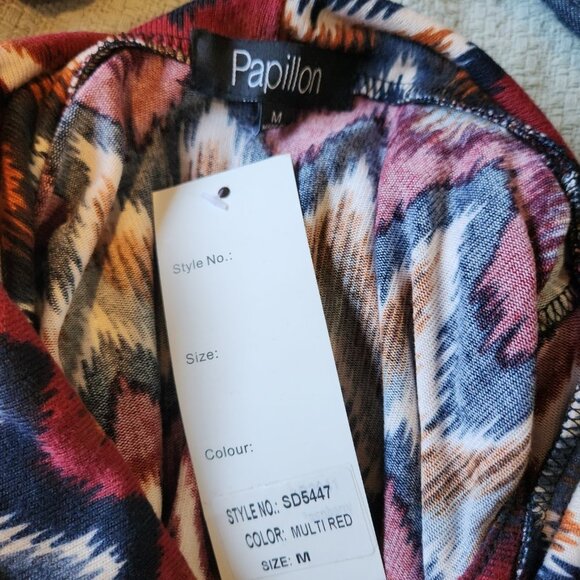 Papillon
M
Style No.:
Size:
Colour:
STYLE NO.: SD5447
COLOR: MULTI RED
SIZE: M